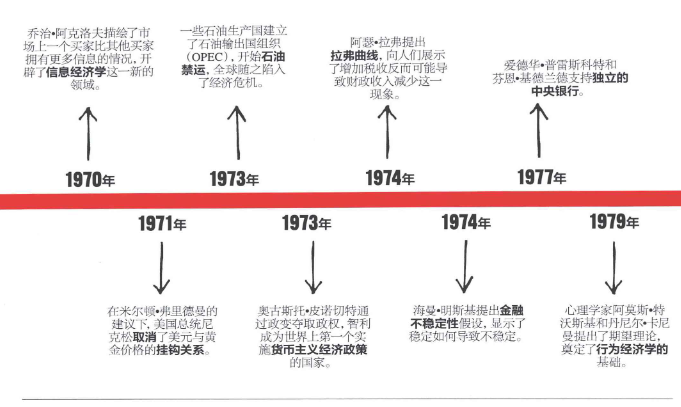 乔治•阿克洛夫描绘了市
场上一个买家比其他买家
拥有更多信息的情况，开
辟了信息经济学这一新的
领域。
1970年
一些石油生产国建立
了石油输出国组织
（OPEC），开始石油
禁运，全球随之陷入
了经济危机。
1973年
阿瑟•拉弗提出
拉弗曲线，向人们展示
了增加税收反而可能导
致财政收入减少这一
现象。
1974年
爱德华•普雷斯科特和
芬恩•基德兰德支持独立的
中央银行。
1977年
1971年
在米尔顿•弗里德曼的
建议下，美国总统尼
克松取消了美元与黄
金价格的挂钩关系。
1973年
奥古斯托•皮诺切特通
过政变夺取政权，智利
成为世界上第一个实
施货币主义经济政策
的国家。
1974年
海曼•明斯基提出金融
不稳定性假设，显示了
稳定如何导致不稳定。
1979年
心理学家阿莫斯•特
沃斯基和丹尼尔•卡尼
曼提出了期望理论，
奠定了行为经济学的
基础。